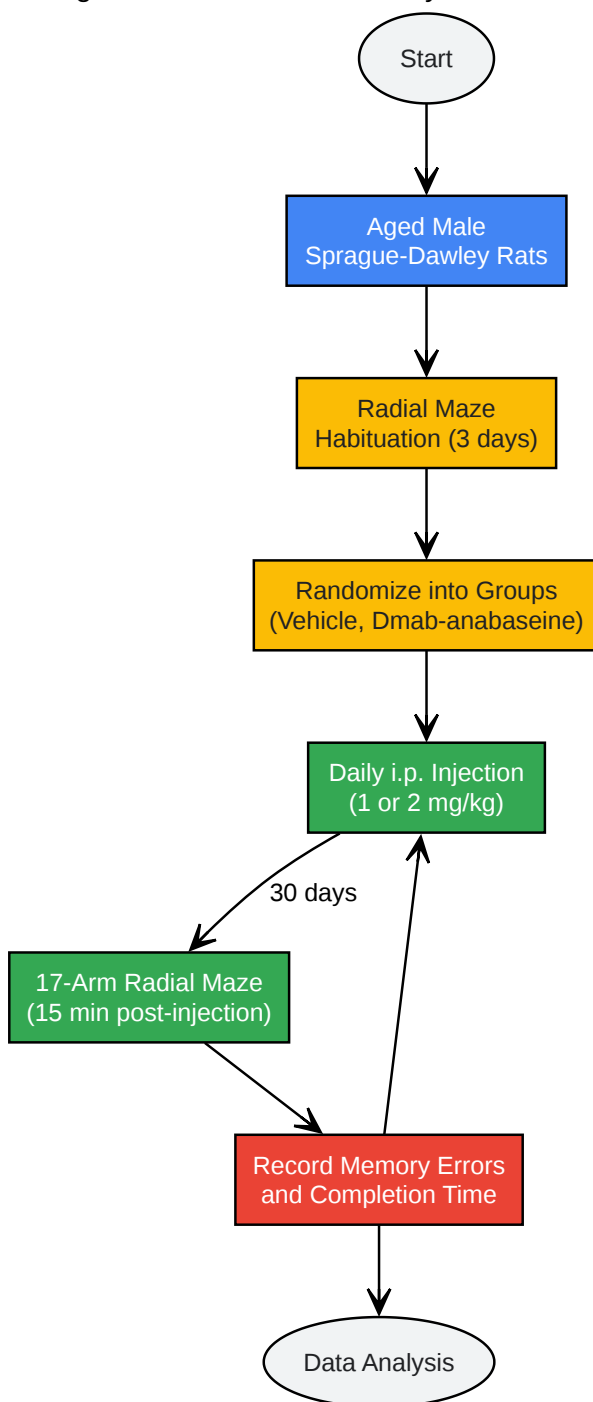 Start
Aged Male
Sprague-Dawley Rats
Radial Maze
Habituation (3 days)
Randomize into Groups
(Vehicle, Dmab-anabaseine)
Daily i.p. Injection
(1 or 2 mg/kg)
30 days
17-Arm Radial Maze
(15 min post-injection)
Record Memory Errors
and Completion Time
Data Analysis